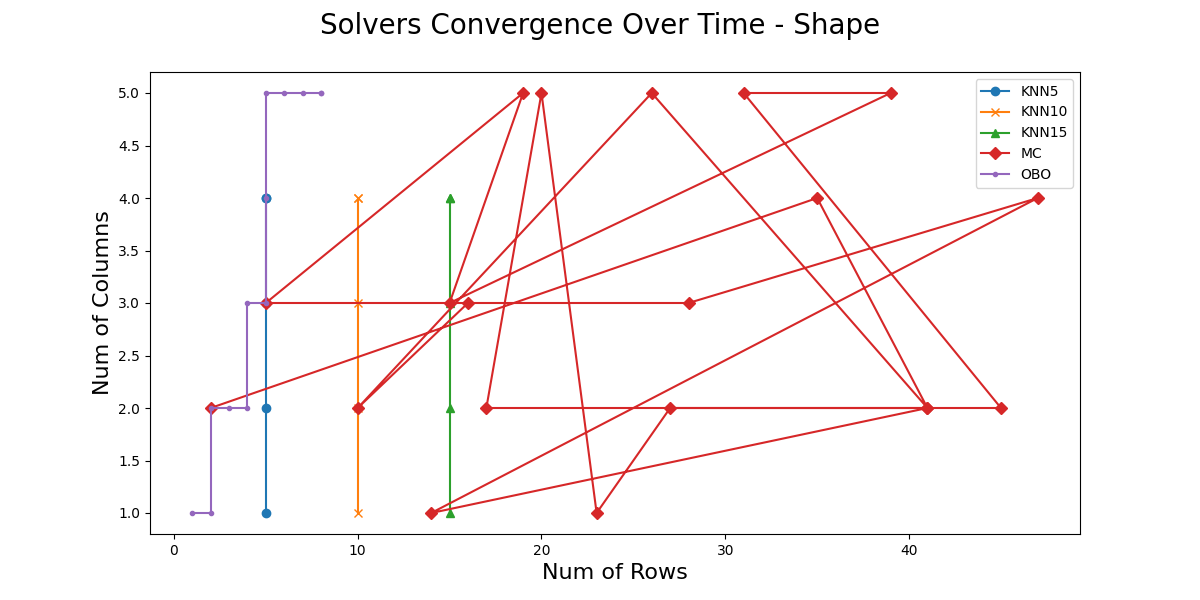 Solvers Convergence Over Time - Shape
5.0
4.5
4.0
3.5
3.0
2.5
2.0
1.5
1.0
Num of Columns
0
10
20
30
40
Num of Rows
KNN5
KNN10
KNN15
MC
OBO